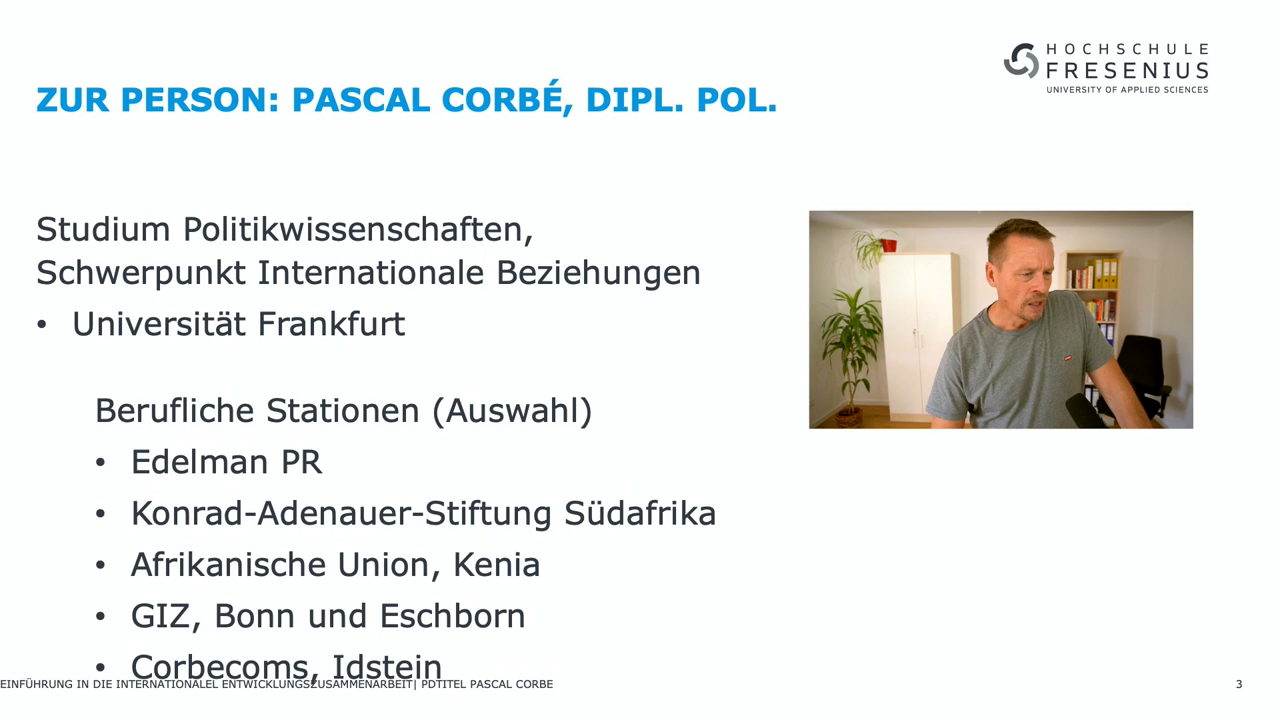 HOCHSCHULE
FRESENIUS
UNIVERSITY OF APPLIED SCIENCES
ZUR PERSON: PASCAL CORBÉ, DIPL. POL.
Studium Politikwissenschaften,
Schwerpunkt Internationale Beziehungen
• Universität Frankfurt
Berufliche Stationen (Auswahl)
• Edelman PR
• Konrad-Adenauer-Stiftung Südafrika
• Afrikanische Union, Kenia
• GIZ, Bonn und Eschborn
• Corbecoms, Idstein
EINFÜHRUNG IN DIE INTERNATIONALEL ENTWICKLUNGSZUSAMMENARBEIT| PDTITEL PASCAL CORBE
3